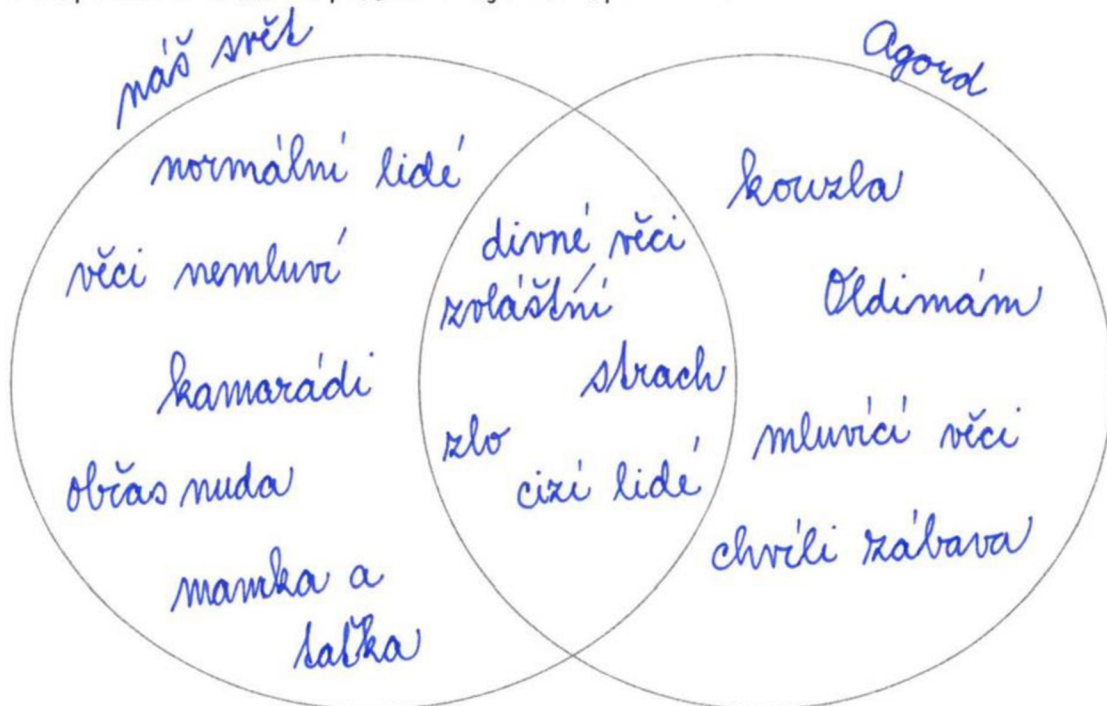 náš svět
Agord
normální lidé
věci nemluví
kamarádi
občas nuda
mamka a
taťka
divné věci
zvláštní
strach
zlo
cizí lidé
kouzla
Oldimám
mluvící věci
chvíli zábava